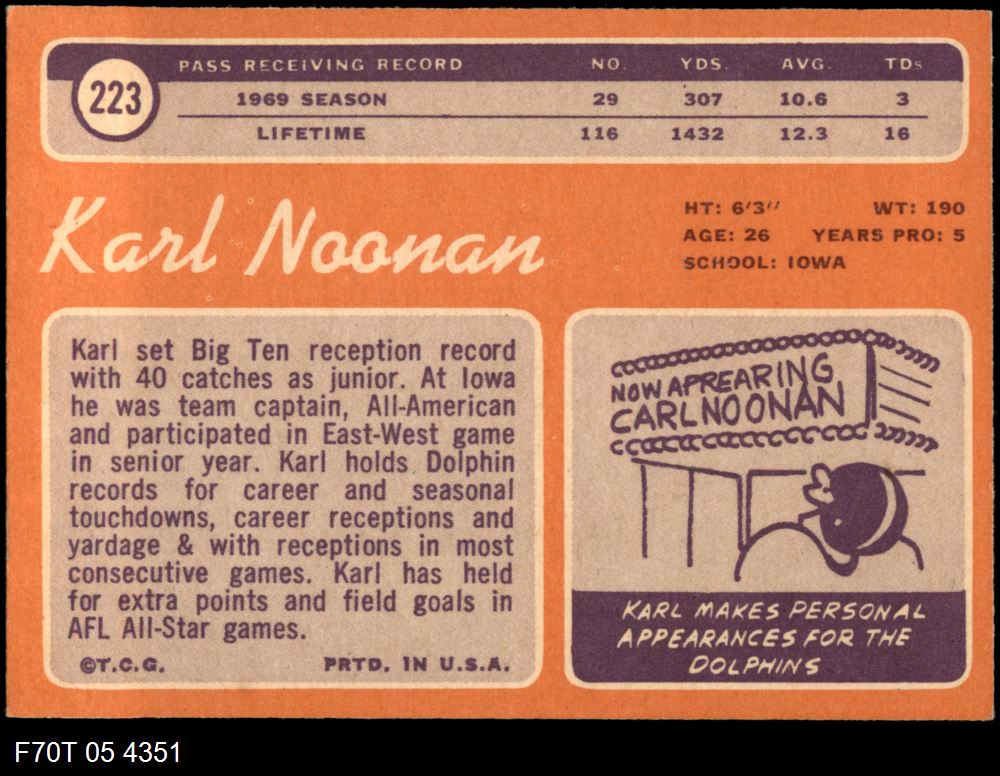 223
PASS RECEIVING RECORD NO. YDS. AVG. TDs
1969 SEASON 29 307 10.6 3
LIFETIME 116 1432 12.3 16
Karl Noonan
HT: 6'3" WT: 190
AGE: 26 YEARS PRO: 5
SCHOOL: IOWA
Karl set Big Ten reception record
with 40 catches as junior. At Iowa
he was team captain, All-American
and participated in East-West game
in senior year. Karl holds Dolphin
records for career and seasonal
touchdowns, career receptions and
yardage & with receptions in most
consecutive games. Karl has held
for extra points and field goals in
AFL All-Star games.
©T.C.G. PRTD. IN U.S.A.
NOW APREARING
CARL NOONAN
KARL MAKES PERSONAL
APPEARANCES FOR THE
DOLPHINS
F70T 05 4351